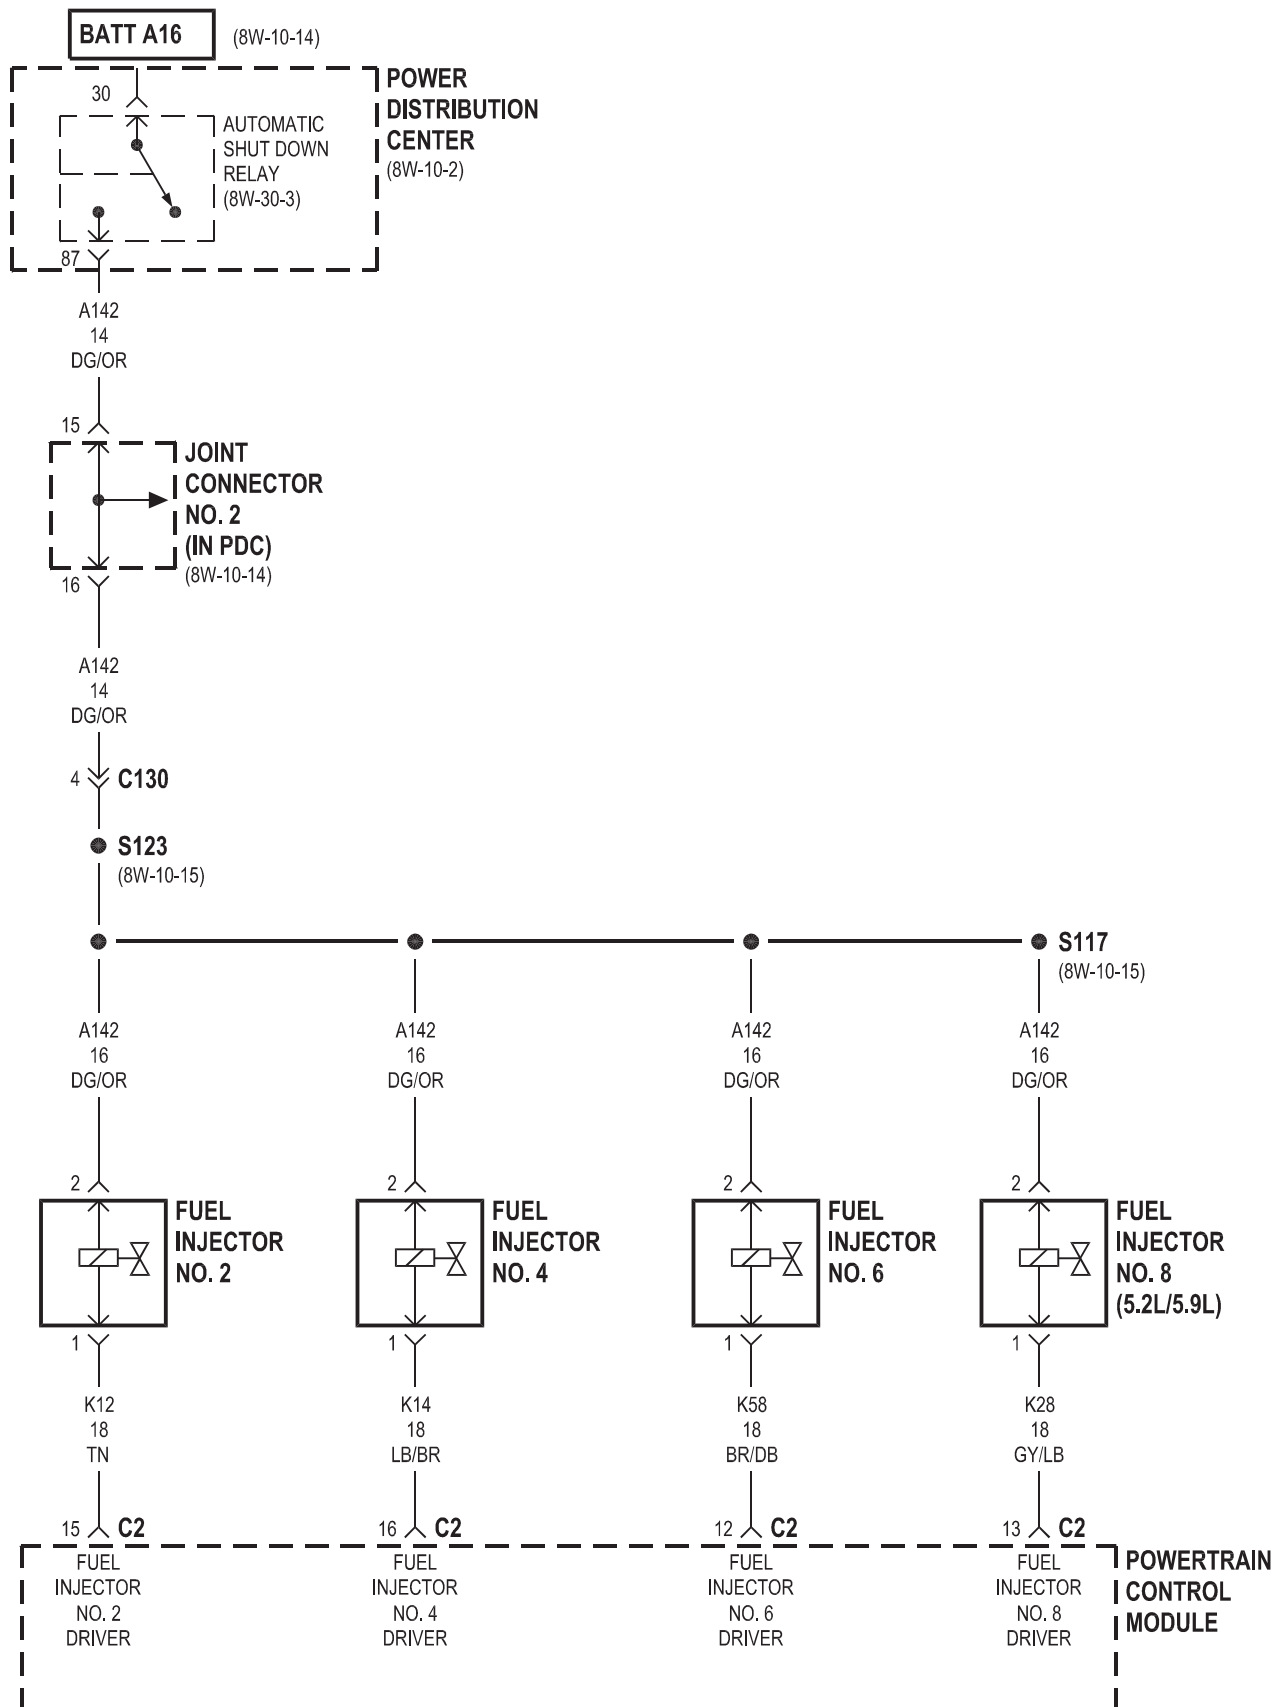 BATT A16 (8W-10-14)
POWER
DISTRIBUTION
CENTER
(8W-10-2)
30
AUTOMATIC
SHUT DOWN
RELAY
(8W-30-3)
87
A142
14
DG/OR
15
JOINT
CONNECTOR
NO. 2
(IN PDC)
(8W-10-14)
16
A142
14
DG/OR
4 C130
S123
(8W-10-15)
S117
(8W-10-15)
A142
16
DG/OR
A142
16
DG/OR
A142
16
DG/OR
A142
16
DG/OR
2
FUEL
INJECTOR
NO. 2
1
2
FUEL
INJECTOR
NO. 4
1
2
FUEL
INJECTOR
NO. 6
1
2
FUEL
INJECTOR
NO. 8
(5.2L/5.9L)
1
K12
18
TN
K14
18
LB/BR
K58
18
BR/DB
K28
18
GY/LB
15 C2
16 C2
12 C2
13 C2
FUEL
INJECTOR
NO. 2
DRIVER
FUEL
INJECTOR
NO. 4
DRIVER
FUEL
INJECTOR
NO. 6
DRIVER
FUEL
INJECTOR
NO. 8
DRIVER
POWERTRAIN
CONTROL
MODULE